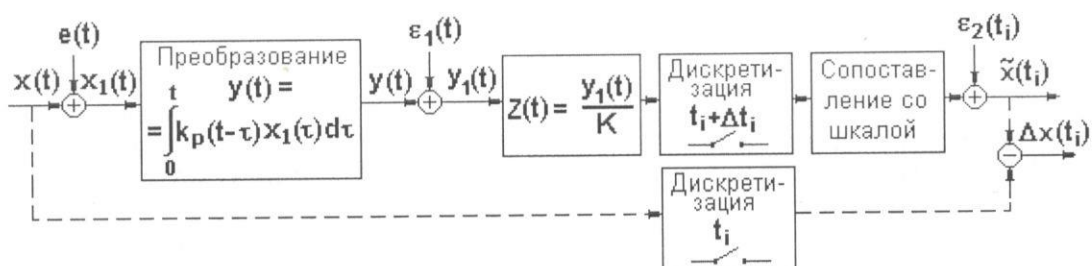 e(t)
x(t)
x₁(t)
Преобразование
y(t) =
t
= ∫ kₚ(t-τ) x₁(τ) dτ
0
y(t)
ε₁(t)
y₁(t)
Z(t) = y₁(t) / K
Дискрети-
зация
tᵢ+Δtᵢ
Сопостав-
ление со
шкалой
ε₂(tᵢ)
x̃(tᵢ)
Δx(tᵢ)
Дискрети-
зация
tᵢ